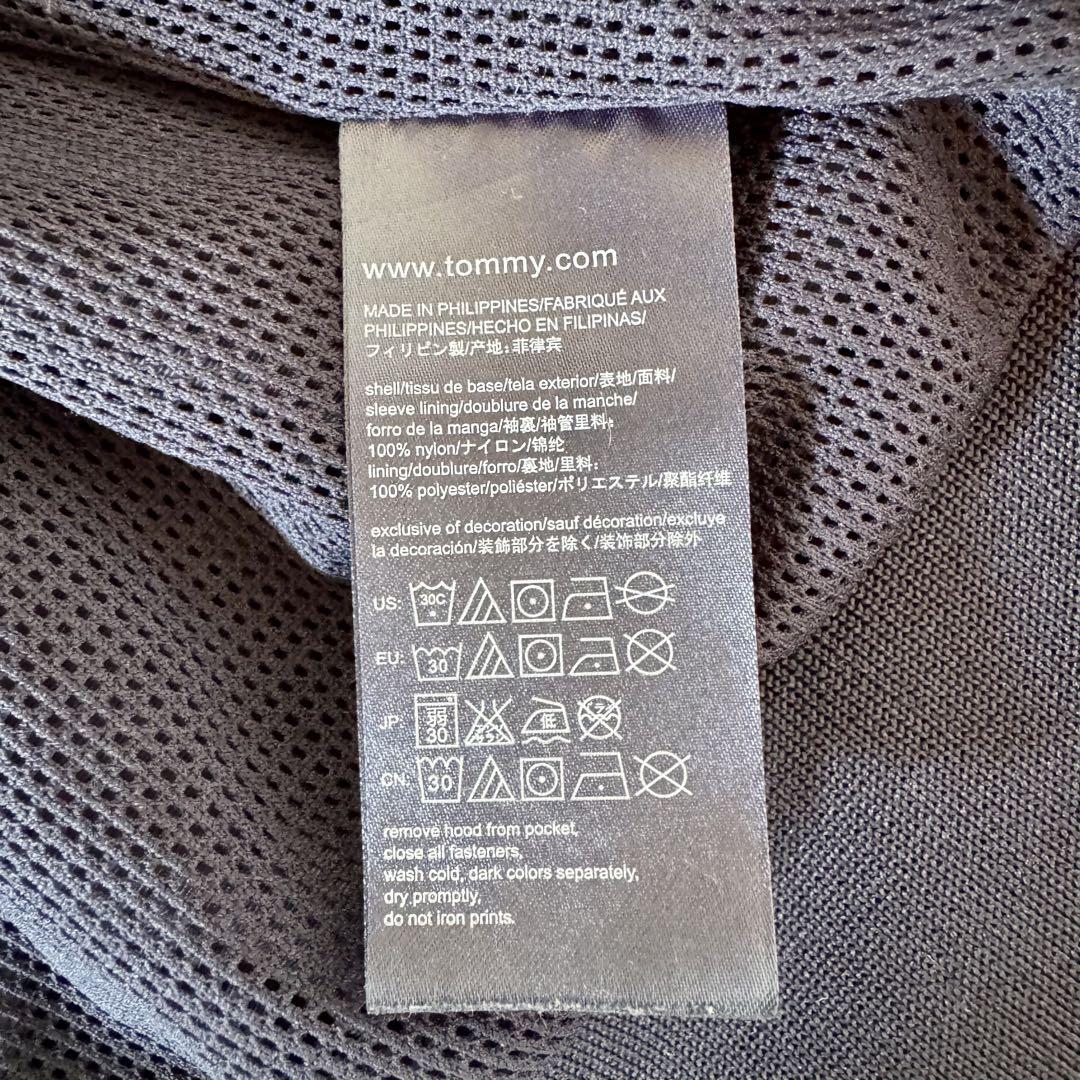 www.tommy.com
MADE IN PHILIPPINES/FABRIQUÉ AUX
PHILIPPINES/HECHO EN FILIPINAS/
フィリピン製/产地:菲律宾
shell/tissu de base/tela exterior/表地/面料/
sleeve lining/doublure de la manche/
forro de la manga/袖裏/袖管里料:
100% nylon/ナイロン/锦纶
lining/doublure/forro/裏地/里料:
100% polyester/poliéster/ポリエステル/聚酯纤维
exclusive of decoration/sauf décoration/excluye
la decoración/装飾部分を除く/装饰部分除外
US: 30C
EU: 30
JP: 弱 30 低
CN: 30
remove hood from pocket,
close all fasteners,
wash cold, dark colors separately,
dry promptly,
do not iron prints.